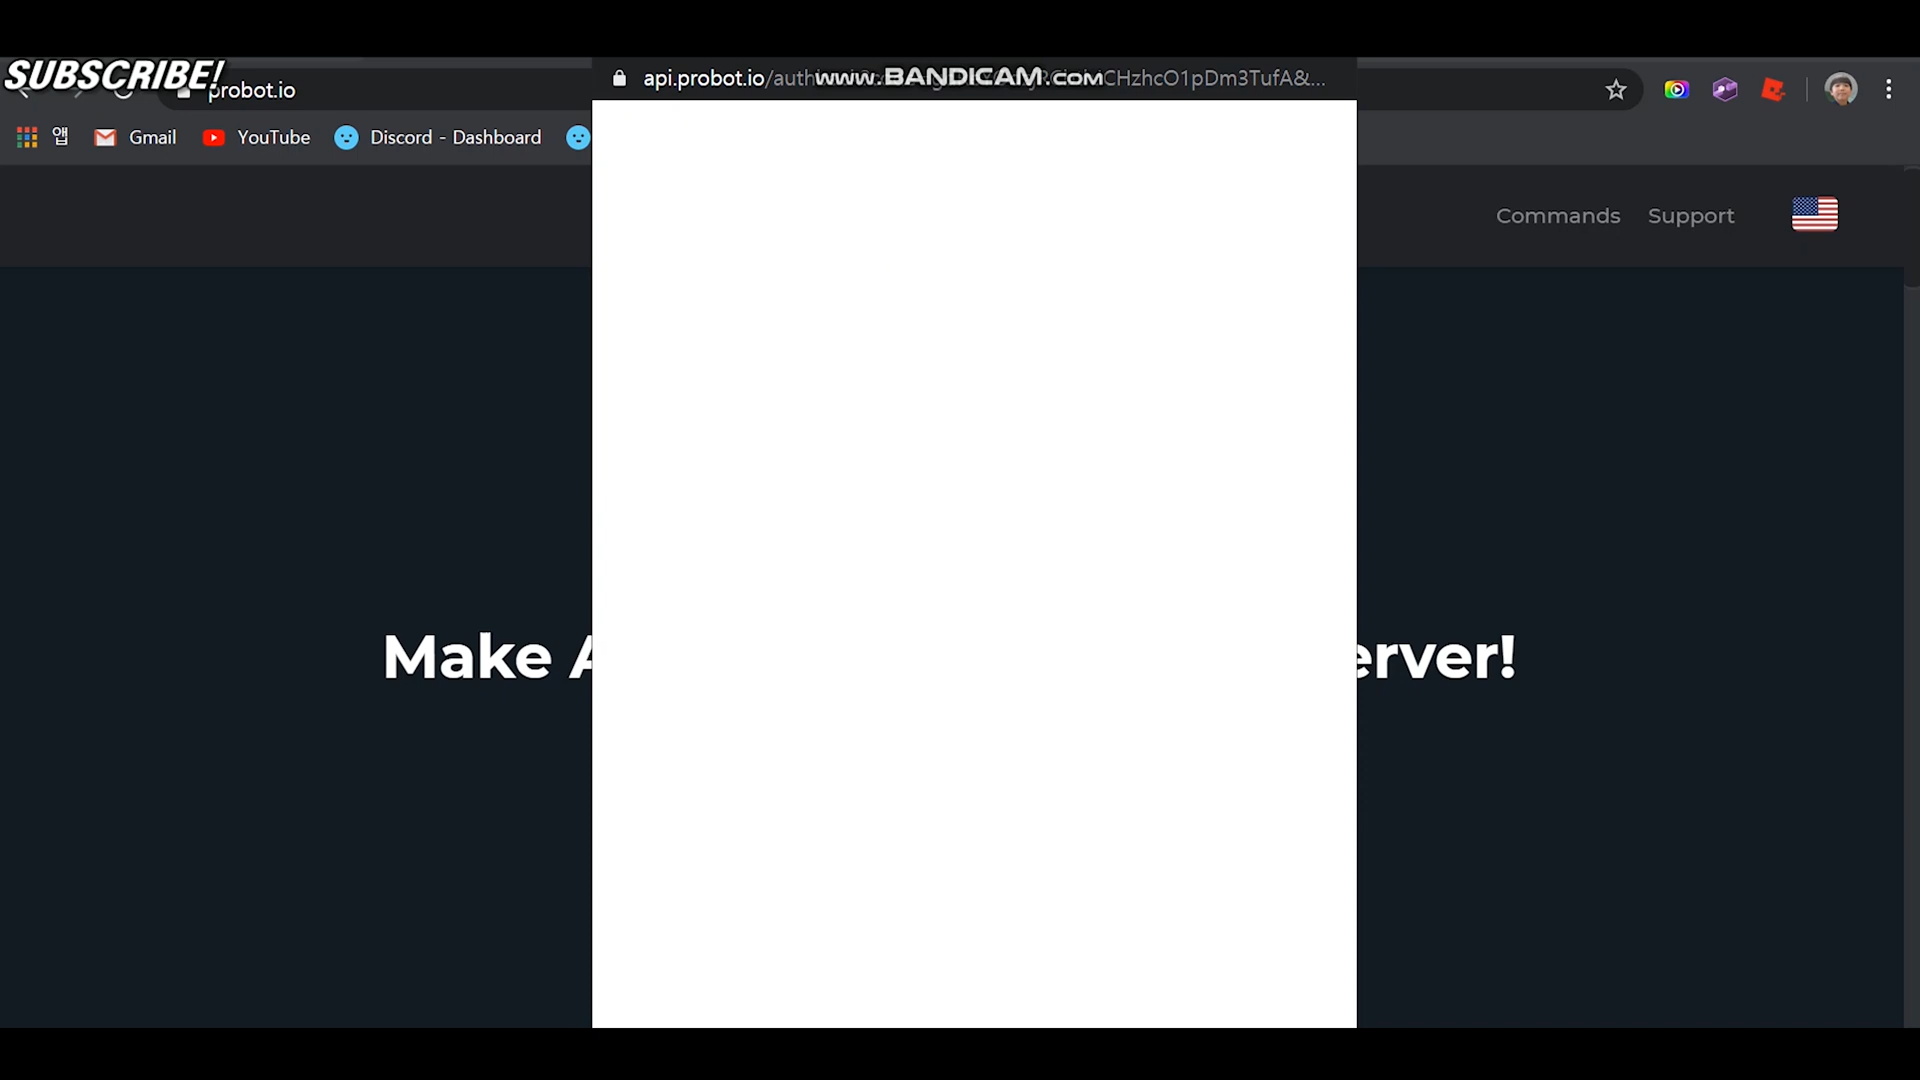 SUBSCRIBE!
probot.io
api.probot.io/auth
www.BANDICAM.com
CHzhcO1pDm3TufA&...
앱
Gmail
YouTube
Discord - Dashboard
Commands
Support
Make
erver!